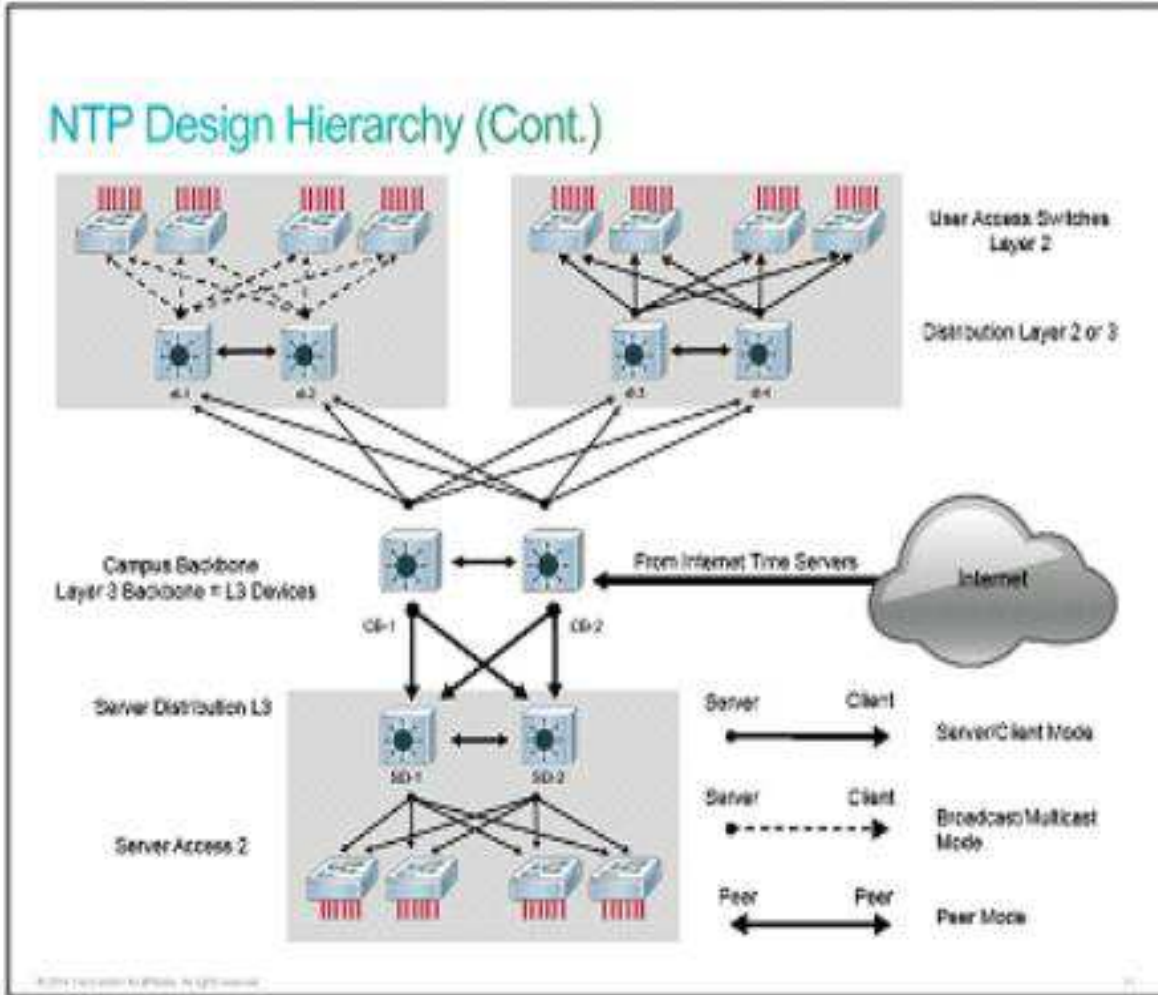 NTP Design Hierarchy (Cont.)
User Access Switches
Layer 2
Distribution Layer 2 or 3
Campus Backbone
Layer 3 Backbone = L3 Devices
From Internet Time Servers
Internet
CB-1
CB-2
Server Distribution L3
SD-1
SD-2
Server Access 2
Server
Client
Server/Client Mode
Server
Client
Broadcast/Multicast
Mode
Peer
Peer
Peer Mode